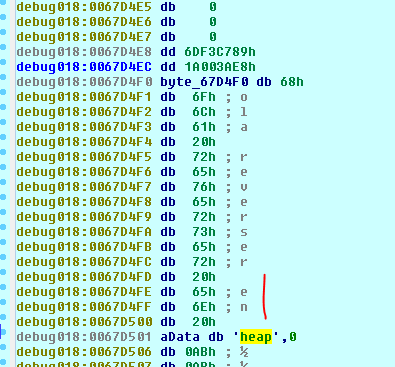 debug018:0067D4E5 db 0
debug018:0067D4E6 db 0
debug018:0067D4E7 db 0
debug018:0067D4E8 dd 6DF3C789h
debug018:0067D4EC dd 1A003AE8h
debug018:0067D4F0 byte_67D4F0 db 68h
debug018:0067D4F1 db 6Fh ; o
debug018:0067D4F2 db 6Ch ; l
debug018:0067D4F3 db 61h ; a
debug018:0067D4F4 db 20h
debug018:0067D4F5 db 72h ; r
debug018:0067D4F6 db 65h ; e
debug018:0067D4F7 db 76h ; v
debug018:0067D4F8 db 65h ; e
debug018:0067D4F9 db 72h ; r
debug018:0067D4FA db 73h ; s
debug018:0067D4FB db 65h ; e
debug018:0067D4FC db 72h ; r
debug018:0067D4FD db 20h
debug018:0067D4FE db 65h ; e
debug018:0067D4FF db 6Eh ; n
debug018:0067D500 db 20h
debug018:0067D501 aData db 'heap',0
debug018:0067D506 db 0ABh ; ½
debug018:0067D507 db 0ABh ; ½